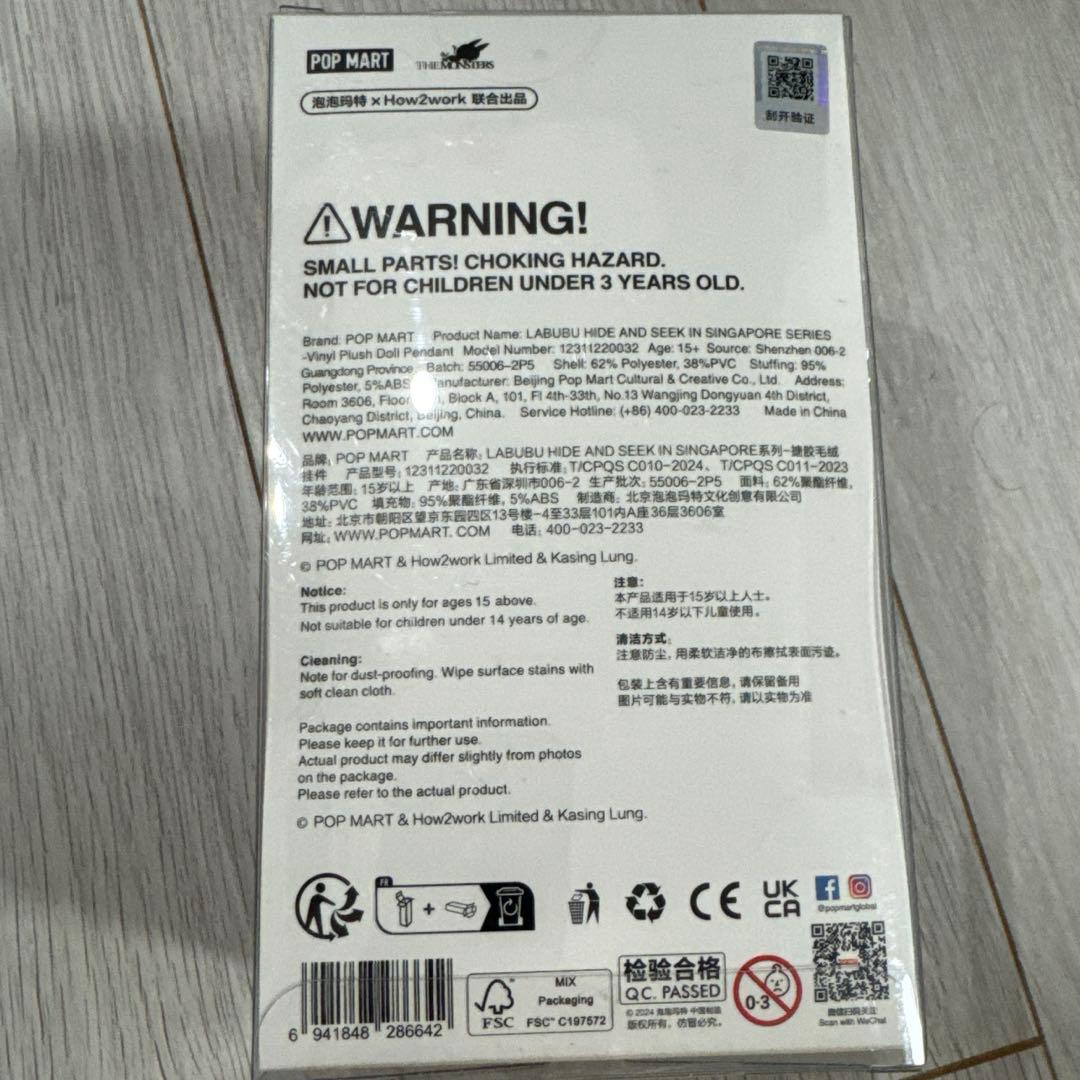 POP MART
THE MONSTERS
泡泡玛特 × How2work 联合出品
刮开验证
WARNING!
SMALL PARTS! CHOKING HAZARD.
NOT FOR CHILDREN UNDER 3 YEARS OLD.
Brand: POP MART Product Name: LABUBU HIDE AND SEEK IN SINGAPORE SERIES
-Vinyl Plush Doll Pendant Model Number: 12311220032 Age: 15+ Source: Shenzhen 006-2
Guangdong Province Batch: 55006-2P5 Shell: 62% Polyester, 38%PVC Stuffing: 95%
Polyester, 5%ABS Manufacturer: Beijing Pop Mart Cultural & Creative Co., Ltd. Address:
Room 3606, Floor Block A, 101, Fl 4th-33th, No.13 Wangjing Dongyuan 4th District,
Chaoyang District, Beijing, China. Service Hotline: (+86) 400-023-2233 Made in China
WWW.POPMART.COM
品牌: POP MART 产品名称: LABUBU HIDE AND SEEK IN SINGAPORE系列-搪胶毛绒
挂件 产品型号: 12311220032 执行标准: T/CPQS C010-2024、T/CPQS C011-2023
年龄范围: 15岁以上 产地: 广东省深圳市006-2 生产批次: 55006-2P5 面料: 62%聚酯纤维,
38%PVC 填充物: 95%聚酯纤维, 5%ABS 制造商: 北京泡泡玛特文化创意有限公司
地址: 北京市朝阳区望京东园四区13号楼-4至33层101内A座36层3606室
网址: WWW.POPMART. COM 电话: 400-023-2233
© POP MART & How2work Limited & Kasing Lung.
Notice:
This product is only for ages 15 above.
Not suitable for children under 14 years of age.
Cleaning:
Note for dust-proofing. Wipe surface stains with
soft clean cloth.
Package contains important information.
Please keep it for further use.
Actual product may differ slightly from photos
on the package.
Please refer to the actual product.
© POP MART & How2work Limited & Kasing Lung.
注意:
本产品适用于15岁以上人士。
不适用14岁以下儿童使用。
清洁方式:
注意防尘, 用柔软洁净的布擦拭表面污迹。
包装上含有重要信息, 请保留备用
图片可能与实物不符, 请以实物为准
FR
+
CE
UK
CA
@popmartglobal
6 941848 286642
FSC
MIX
Packaging
FSC™ C197572
检验合格
QC. PASSED
© 2024 泡泡玛特 中国制造
版权所有, 仿冒必究。
0-3
微信扫码关注
Scan with WeChat